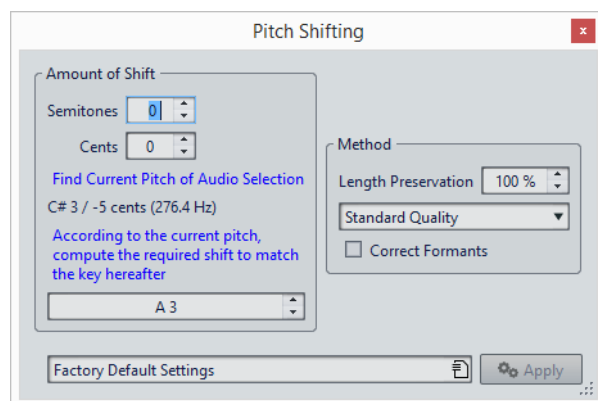 Pitch Shifting
x
Amount of Shift
Semitones 0
Cents 0
Find Current Pitch of Audio Selection
C# 3 / -5 cents (276.4 Hz)
According to the current pitch,
compute the required shift to match
the key hereafter
A 3
Method
Length Preservation 100 %
Standard Quality
Correct Formants
Factory Default Settings
Apply